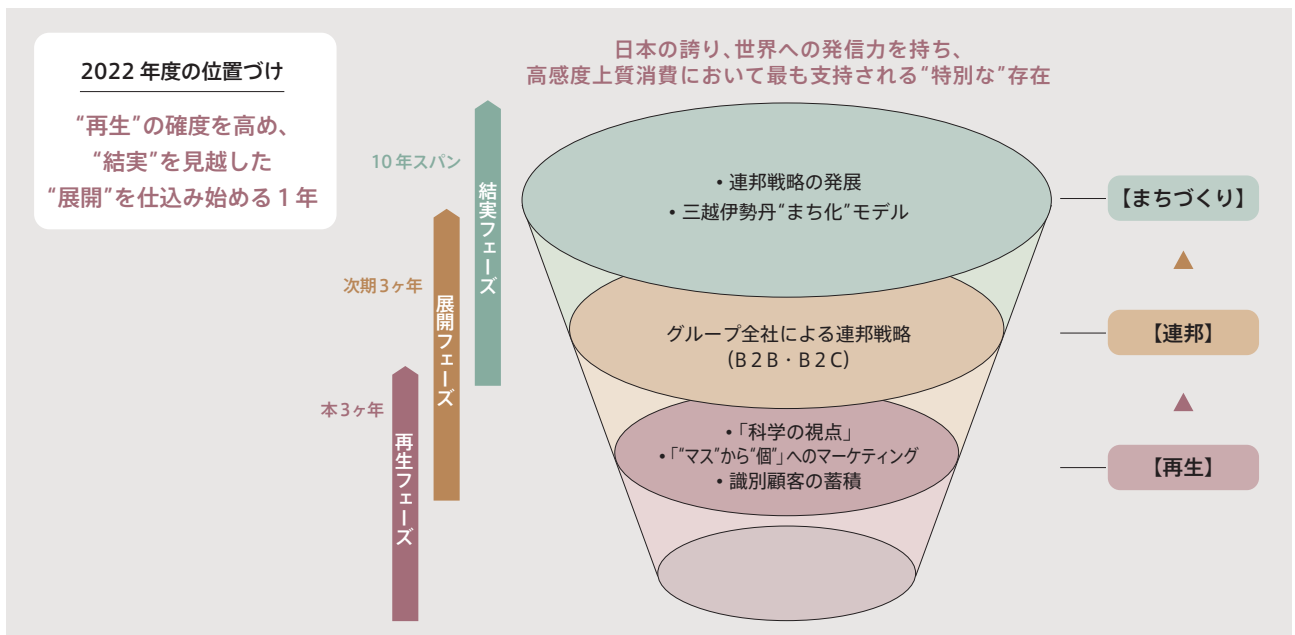 2022年度の位置づけ
“再生”の確度を高め、
“結実”を見越した
“展開”を仕込み始める1年
日本の誇り、世界への発信力を持ち、
高感度上質消費において最も支持される“特別な”存在
10年スパン
結実フェーズ
次期3ヶ年
展開フェーズ
本3ヶ年
再生フェーズ
・連邦戦略の発展
・三越伊勢丹“まち化”モデル
【まちづくり】
▲
グループ全社による連邦戦略
(B2B・B2C)
【連邦】
▲
・「科学の視点」
・「“マス”から“個”」へのマーケティング
・識別顧客の蓄積
【再生】